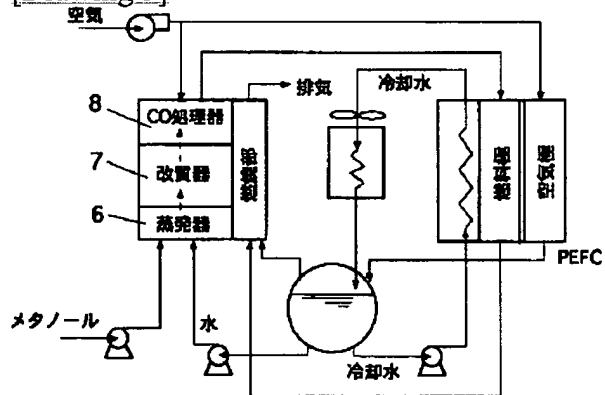 空気
冷却水
排気
8
CO処理器
7
改質器
6
蒸発器
燃焼部
燃料極
空気極
PEFC
メタノール
水
冷却水